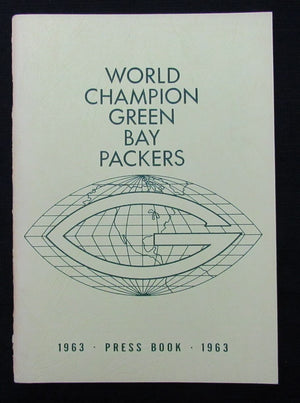 WORLD
CHAMPION
GREEN
BAY
PACKERS
G
1963 · PRESS BOOK · 1963